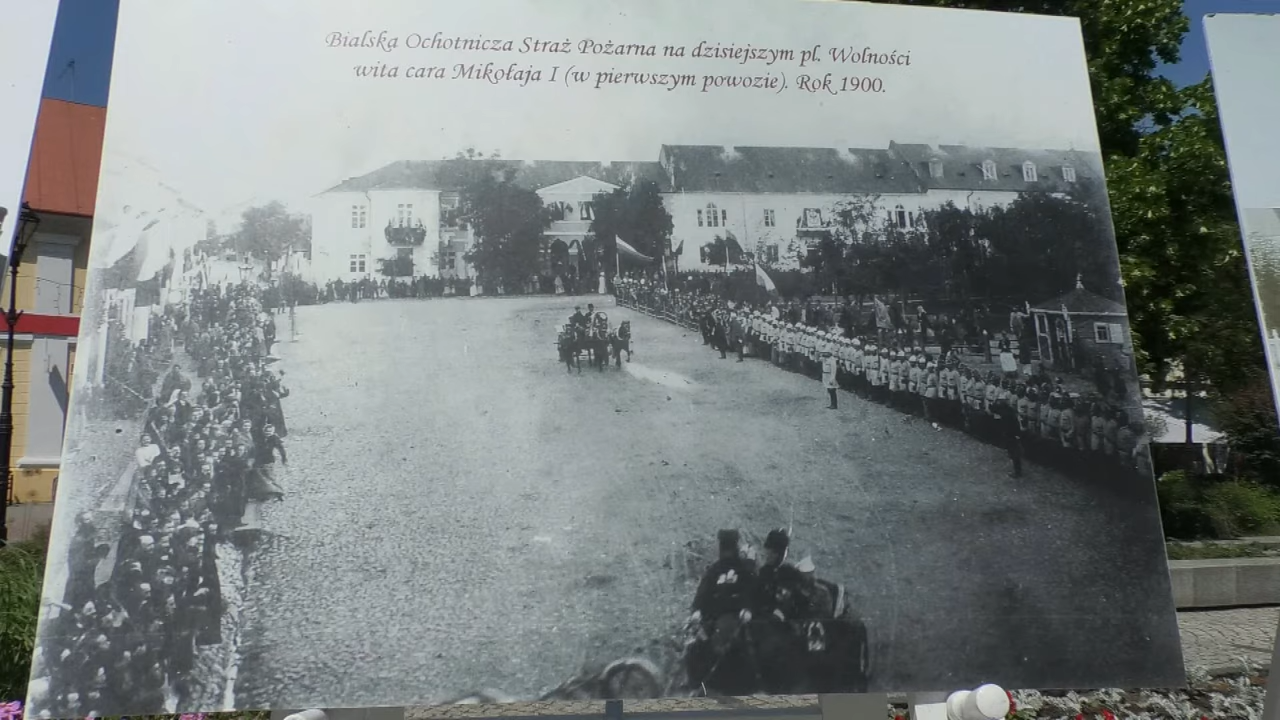 Bialska Ochotnicza Straż Pożarna na dzisiejszym pl. Wolności
wita cara Mikołaja I (w pierwszym powozie). Rok 1900.